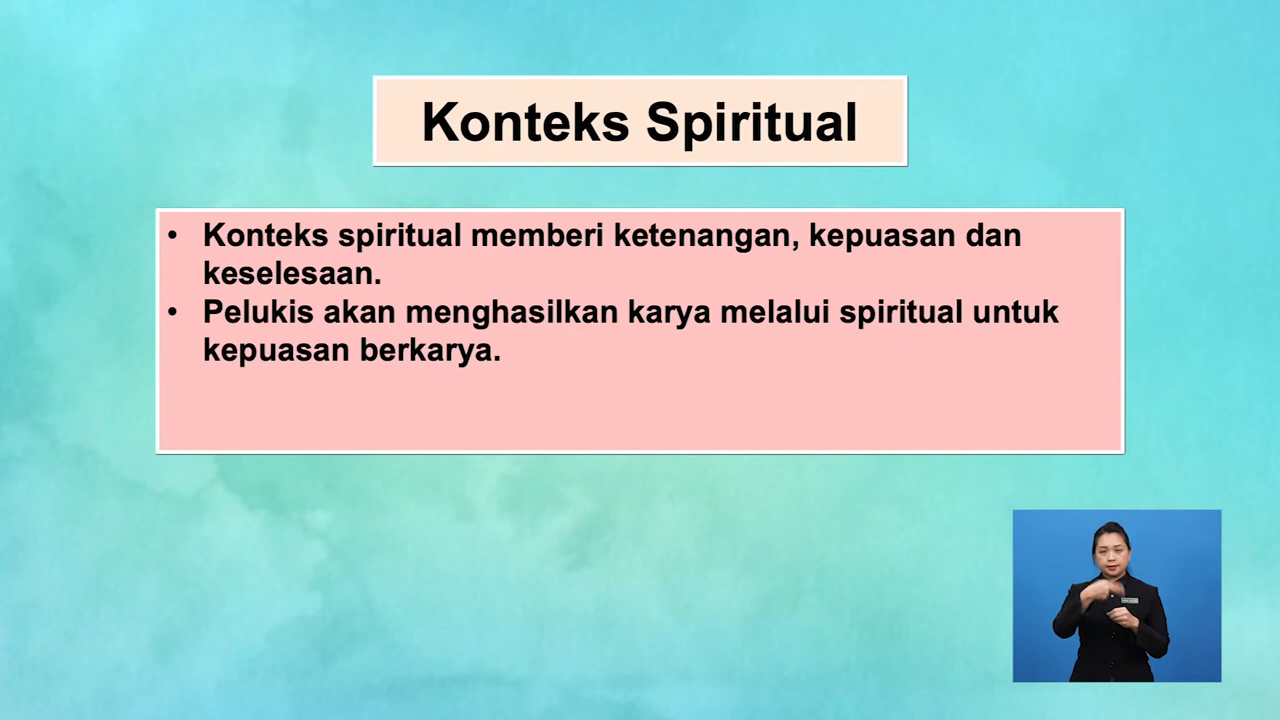 Konteks Spiritual
• Konteks spiritual memberi ketenangan, kepuasan dan
keselesaan.
• Pelukis akan menghasilkan karya melalui spiritual untuk
kepuasan berkarya.